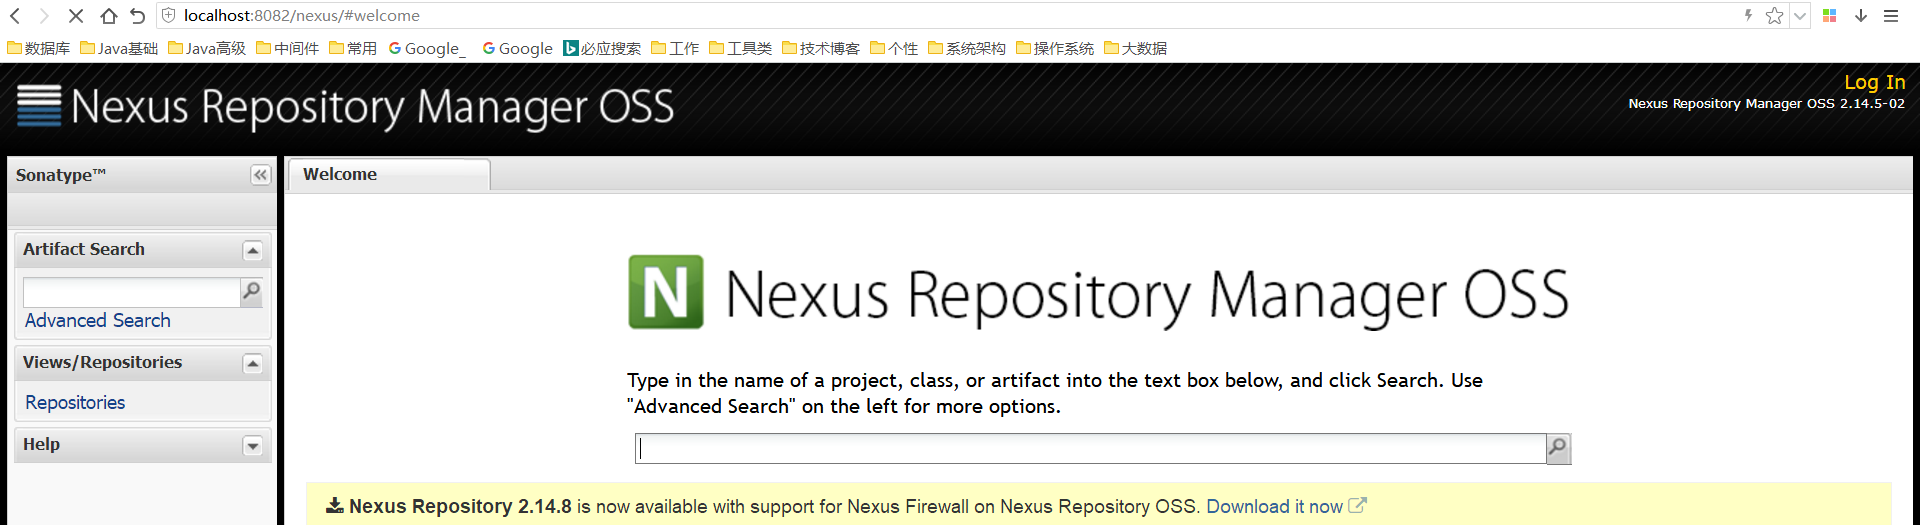 localhost:8082/nexus/#welcome
数据库 Java基础 Java高级 中间件 常用 Google_ Google 必应搜索 工作 工具类 技术博客 个性 系统架构 操作系统 大数据
Nexus Repository Manager OSS
Log In
Nexus Repository Manager OSS 2.14.5-02
Sonatype™
Welcome
Artifact Search
Advanced Search
Views/Repositories
Repositories
Help
N Nexus Repository Manager OSS
Type in the name of a project, class, or artifact into the text box below, and click Search. Use
"Advanced Search" on the left for more options.
Nexus Repository 2.14.8 is now available with support for Nexus Firewall on Nexus Repository OSS. Download it now